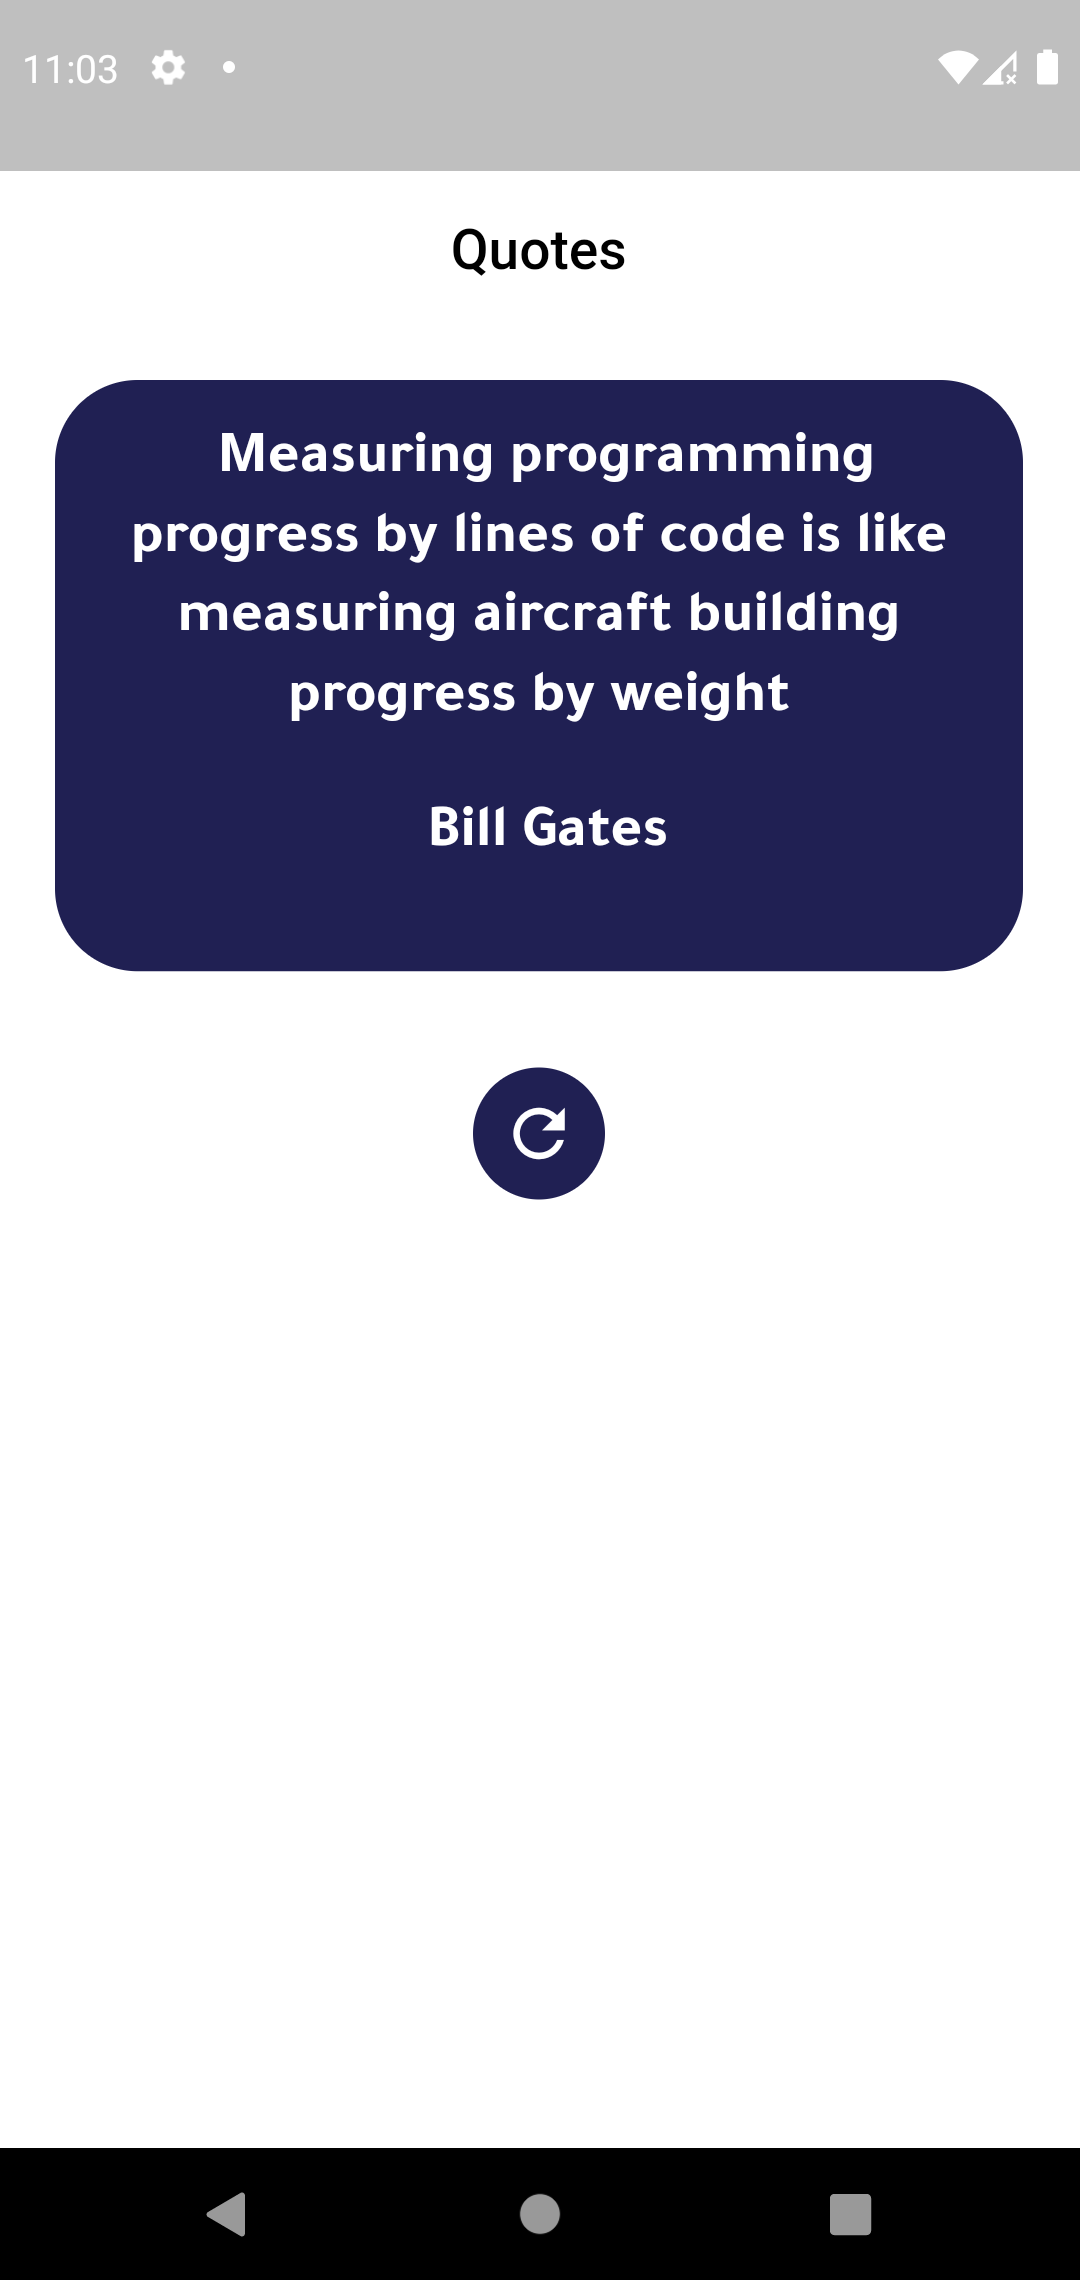 11:03
Quotes
Measuring programming
progress by lines of code is like
measuring aircraft building
progress by weight
Bill Gates